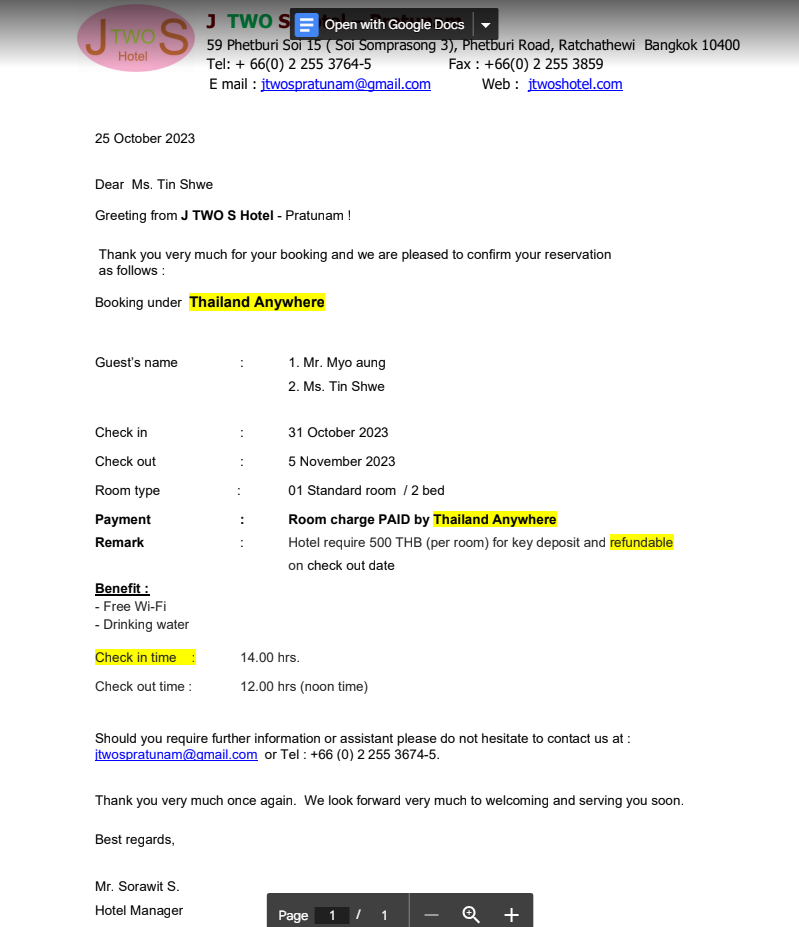 J TWO S Hotel
J TWO S Hotel - Pratunam
Open with Google Docs
59 Phetburi Soi 15 ( Soi Somprasong 3), Phetburi Road, Ratchathewi Bangkok 10400
Tel: + 66(0) 2 255 3764-5 Fax : +66(0) 2 255 3859
E mail : jtwospratunam@gmail.com Web : jtwoshotel.com
25 October 2023
Dear Ms. Tin Shwe
Greeting from J TWO S Hotel - Pratunam !
Thank you very much for your booking and we are pleased to confirm your reservation
as follows :
Booking under Thailand Anywhere
Guest's name : 1. Mr. Myo aung
2. Ms. Tin Shwe
Check in : 31 October 2023
Check out : 5 November 2023
Room type : 01 Standard room / 2 bed
Payment : Room charge PAID by Thailand Anywhere
Remark : Hotel require 500 THB (per room) for key deposit and refundable
on check out date
Benefit :
- Free Wi-Fi
- Drinking water
Check in time : 14.00 hrs.
Check out time : 12.00 hrs (noon time)
Should you require further information or assistant please do not hesitate to contact us at :
jtwospratunam@gmail.com or Tel : +66 (0) 2 255 3674-5.
Thank you very much once again. We look forward very much to welcoming and serving you soon.
Best regards,
Mr. Sorawit S.
Hotel Manager
Page 1 / 1